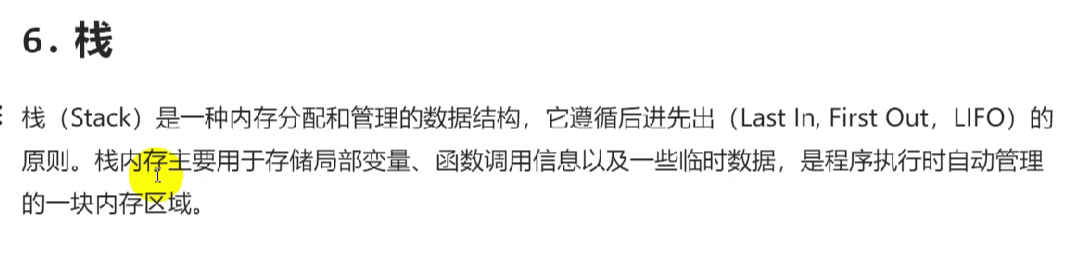 6. 栈
栈（Stack）是一种内存分配和管理的数据结构，它遵循后进先出（Last In, First Out，LIFO）的
原则。栈内存主要用于存储局部变量、函数调用信息以及一些临时数据，是程序执行时自动管理
的一块内存区域。